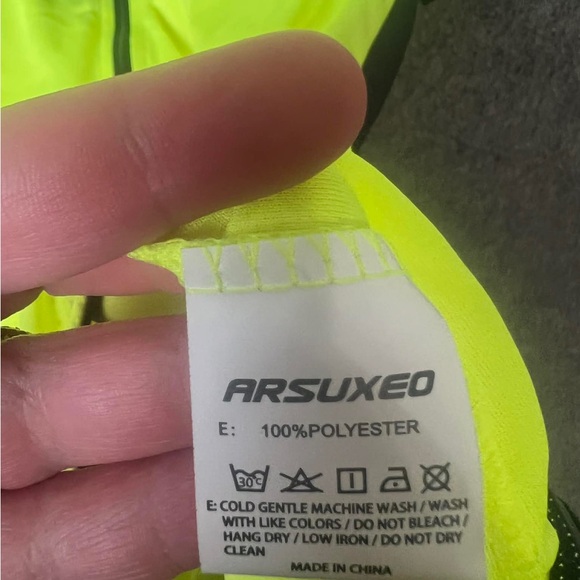 ARSUXEO
E: 100%POLYESTER
30°C
E: COLD GENTLE MACHINE WASH / WASH
WITH LIKE COLORS / DO NOT BLEACH /
HANG DRY / LOW IRON / DO NOT DRY
CLEAN
MADE IN CHINA